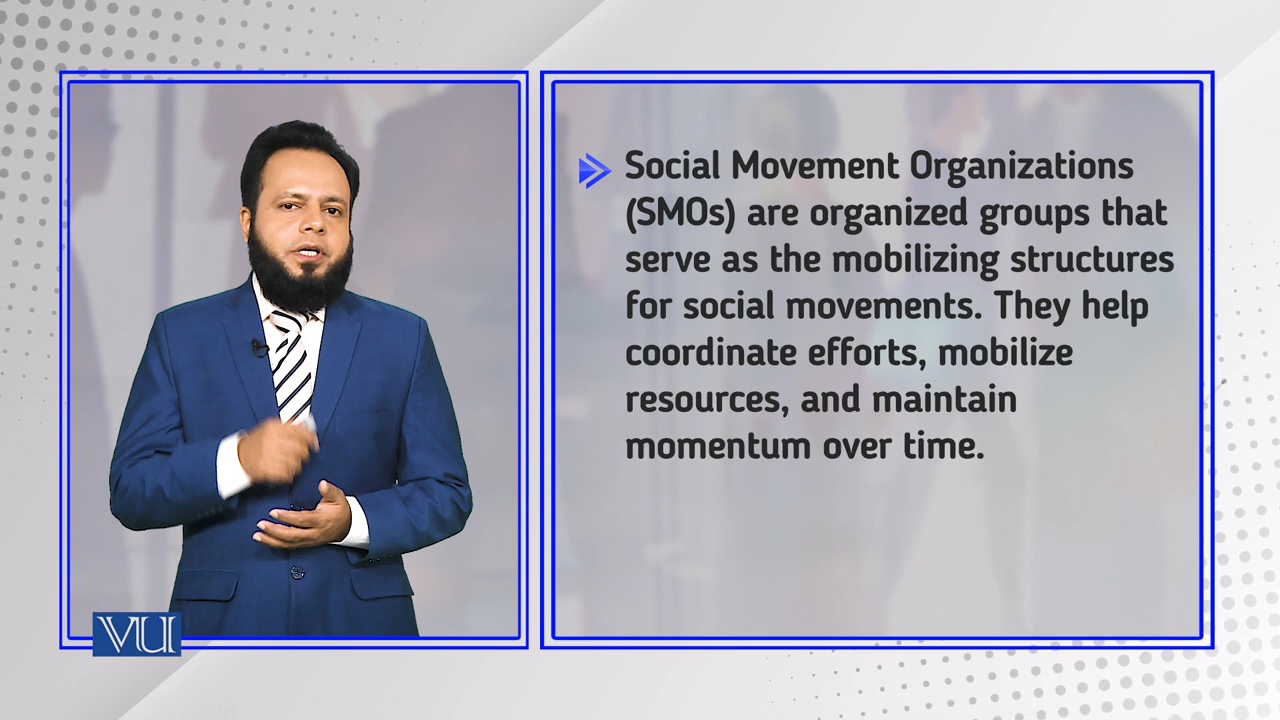 Social Movement Organizations
(SMOs) are organized groups that
serve as the mobilizing structures
for social movements. They help
coordinate efforts, mobilize
resources, and maintain
momentum over time.
VU